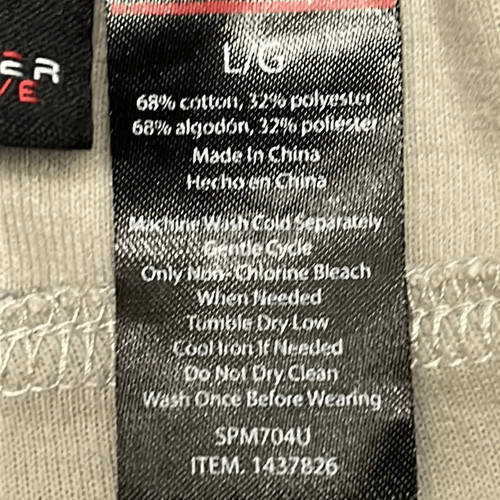 L/G
68% cotton, 32% polyester
68% algodón, 32% poliéster
Made In China
Hecho en China
Machine Wash Cold Separately
Gentle Cycle
Only Non-Chlorine Bleach
When Needed
Tumble Dry Low
Cool Iron If Needed
Do Not Dry Clean
Wash Once Before Wearing
SPM704U
ITEM. 1437826